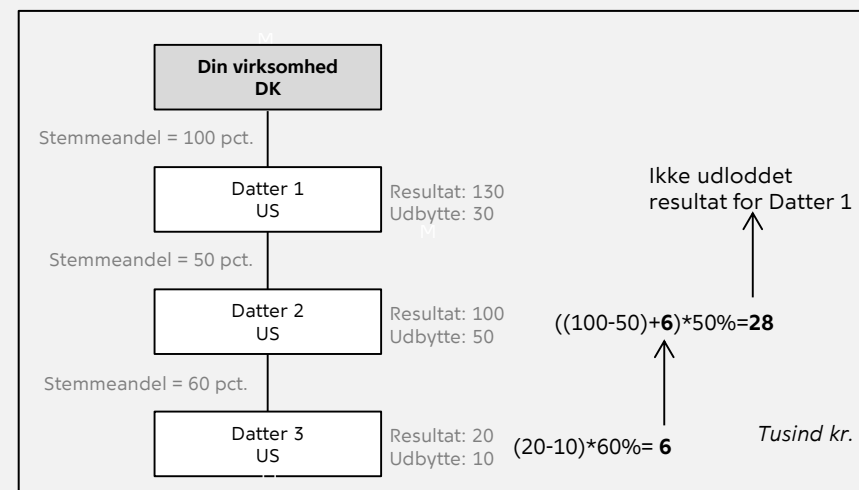 Din virksomhed
DK
Stemmeandel = 100 pct.
Datter 1
US
Resultat: 130
Udbytte: 30
Ikke udloddet
resultat for Datter 1
Stemmeandel = 50 pct.
Datter 2
US
Resultat: 100
Udbytte: 50
((100-50)+6)*50%=28
Stemmeandel = 60 pct.
Datter 3
US
Resultat: 20
Udbytte: 10
(20-10)*60%= 6
Tusind kr.